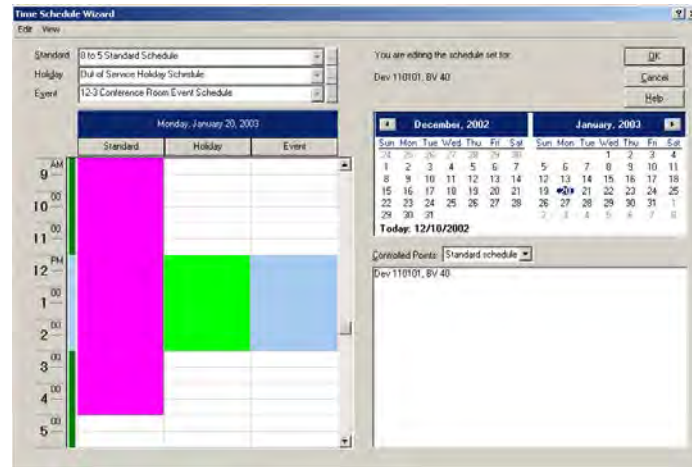 Time Schedule Wizard
Edit View
Standard 8 to 5 Standard Schedule
Holiday Out of Service Holiday Schedule
Event 12-3 Conference Room Event Schedule
You are editing the schedule set for:
Dev 110101, BV 40
OK
Cancel
Help
Monday, January 20, 2003
Standard Holiday Event
9 AM
10 00
11 00
12 PM
1 00
2 00
3 00
4 00
5 00
December, 2002
Sun Mon Tue Wed Thu Fri Sat
24 25 26 27 28 29 30
1 2 3 4 5 6 7
8 9 10 11 12 13 14
15 16 17 18 19 20 21
22 23 24 25 26 27 28
29 30 31
January, 2003
Sun Mon Tue Wed Thu Fri Sat
1 2 3 4
5 6 7 8 9 10 11
12 13 14 15 16 17 18
19 20 21 22 23 24 25
26 27 28 29 30 31 1
2 3 4 5 6 7 8
Today: 12/10/2002
Controlled Points: Standard schedule
Dev 110101, BV 40